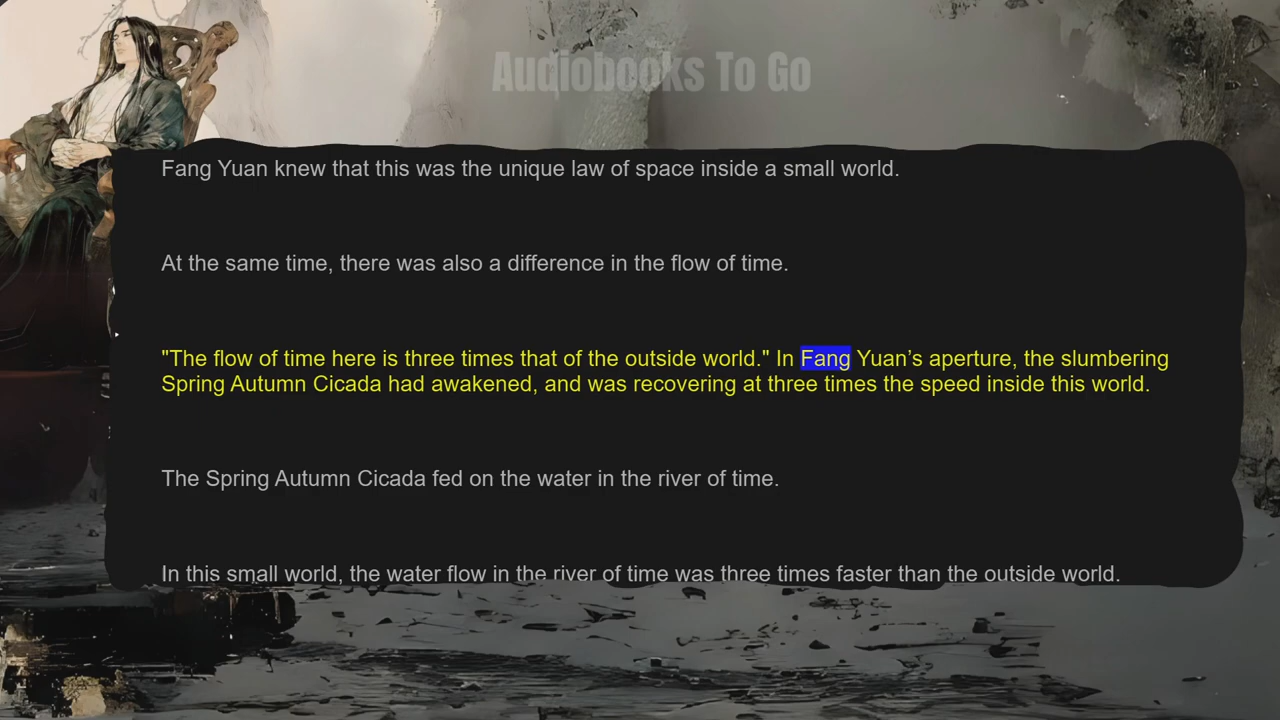 Audiobooks To Go
Fang Yuan knew that this was the unique law of space inside a small world.
At the same time, there was also a difference in the flow of time.
"The flow of time here is three times that of the outside world." In Fang Yuan’s aperture, the slumbering
Spring Autumn Cicada had awakened, and was recovering at three times the speed inside this world.
The Spring Autumn Cicada fed on the water in the river of time.
In this small world, the water flow in the river of time was three times faster than the outside world.